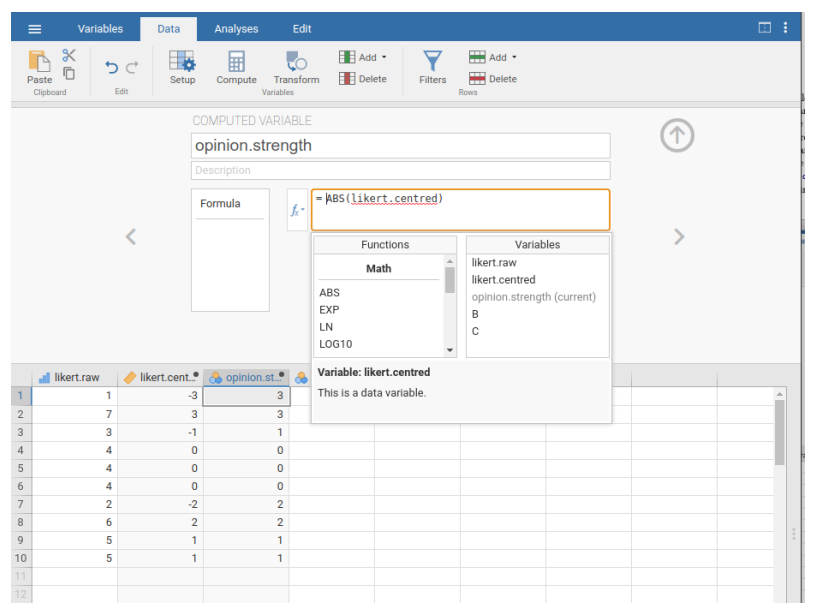 Variables Data Analyses Edit
Paste
Clipboard
Edit
Setup
Compute
Transform
Variables
Add
Delete
Filters
Add
Delete
Rows
COMPUTED VARIABLE
opinion.strength
Description
Formula
fx
= ABS(likert.centred)
Functions Variables
Math
ABS
EXP
LN
LOG10
likert.raw
likert.centred
opinion.strength (current)
B
C
Variable: likert.centred
This is a data variable.
likert.raw likert.cent... opinion.st...
1 1 -3 3
2 7 3 3
3 3 -1 1
4 4 0 0
5 4 0 0
6 4 0 0
7 2 -2 2
8 6 2 2
9 5 1 1
10 5 1 1
11
12